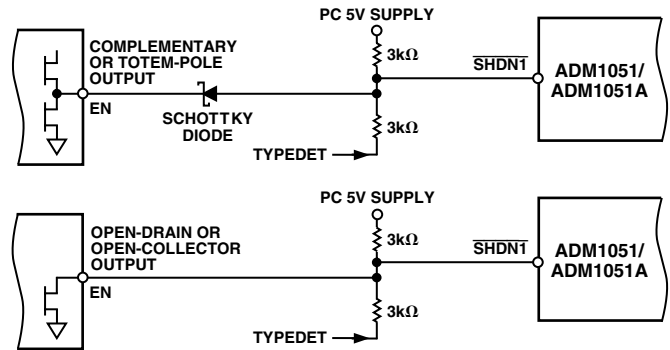 PC 5V SUPPLY
COMPLEMENTARY
OR TOTEM-POLE
OUTPUT
3kΩ
SHDN1
ADM1051/
ADM1051A
EN
SCHOTTKY
DIODE
3kΩ
TYPEDET
PC 5V SUPPLY
OPEN-DRAIN OR
OPEN-COLLECTOR
OUTPUT
3kΩ
SHDN1
ADM1051/
ADM1051A
EN
3kΩ
TYPEDET